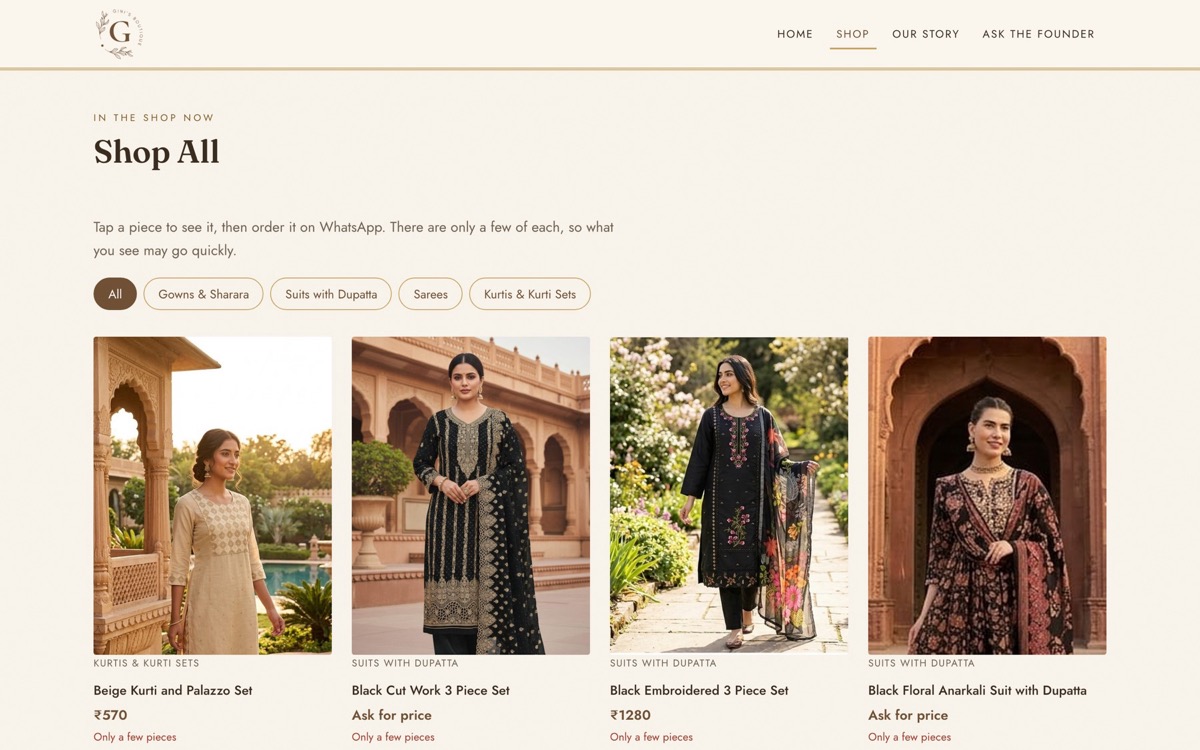 GINI'S BOUTIQUE
G
HOME
SHOP
OUR STORY
ASK THE FOUNDER
IN THE SHOP NOW
Shop All
Tap a piece to see it, then order it on WhatsApp. There are only a few of each, so what
you see may go quickly.
All
Gowns & Sharara
Suits with Dupatta
Sarees
Kurtis & Kurti Sets
KURTIS & KURTI SETS
Beige Kurti and Palazzo Set
₹570
Only a few pieces
SUITS WITH DUPATTA
Black Cut Work 3 Piece Set
Ask for price
Only a few pieces
SUITS WITH DUPATTA
Black Embroidered 3 Piece Set
₹1280
Only a few pieces
SUITS WITH DUPATTA
Black Floral Anarkali Suit with Dupatta
Ask for price
Only a few pieces